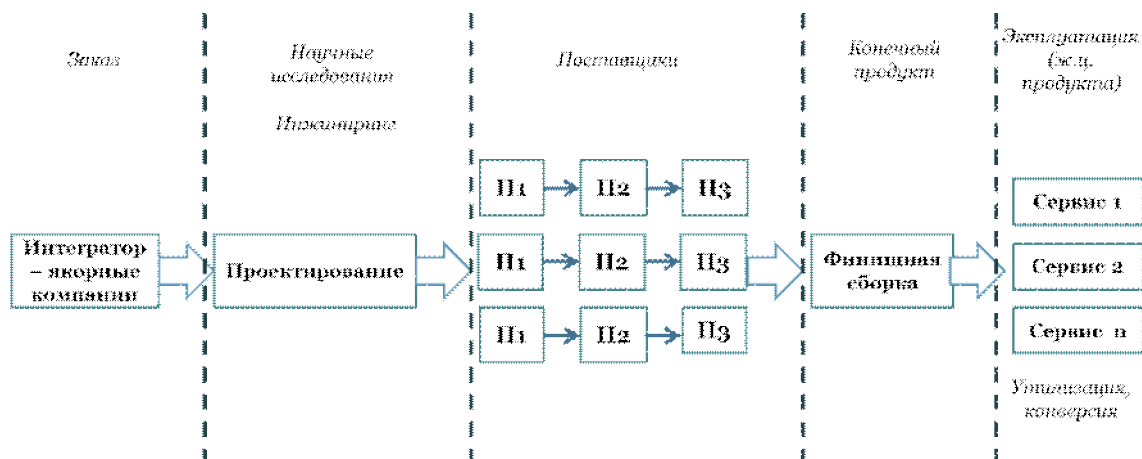 Заказ
Научные
исследования
Инжиниринг
Поставщики
Конечный
продукт
Эксплуатация
(ж.ц.
продукта)
Интегратор
– якорные
компании
Проектирование
П1
П2
П3
П1
П2
П3
П1
П2
П3
Финишная
сборка
Сервис 1
Сервис 2
Сервис n
Утилизация,
конверсия